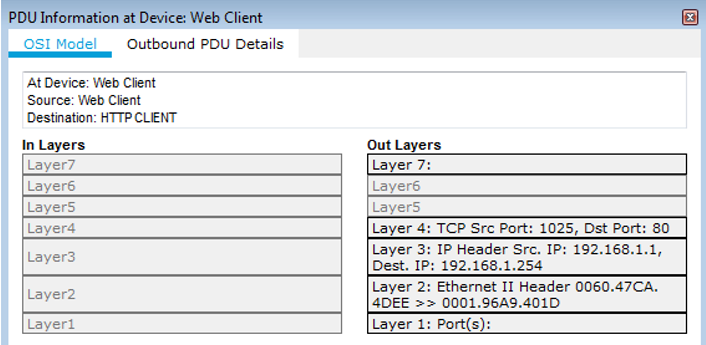 PDU Information at Device: Web Client
OSI Model Outbound PDU Details
At Device: Web Client
Source: Web Client
Destination: HTTP CLIENT
In Layers
Layer7
Layer6
Layer5
Layer4
Layer3
Layer2
Layer1
Out Layers
Layer 7:
Layer6
Layer5
Layer 4: TCP Src Port: 1025, Dst Port: 80
Layer 3: IP Header Src. IP: 192.168.1.1,
Dest. IP: 192.168.1.254
Layer 2: Ethernet II Header 0060.47CA.
4DEE >> 0001.96A9.401D
Layer 1: Port(s):